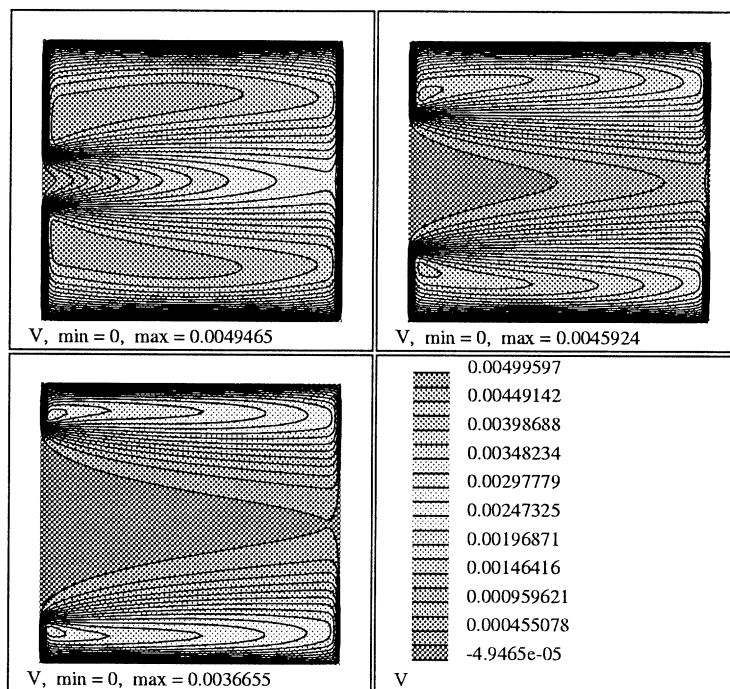 V, min = 0, max = 0.0049465
V, min = 0, max = 0.0045924
V, min = 0, max = 0.0036655
0.00499597
0.00449142
0.00398688
0.00348234
0.00297779
0.00247325
0.00196871
0.00146416
0.000959621
0.000455078
-4.9465e-05
V